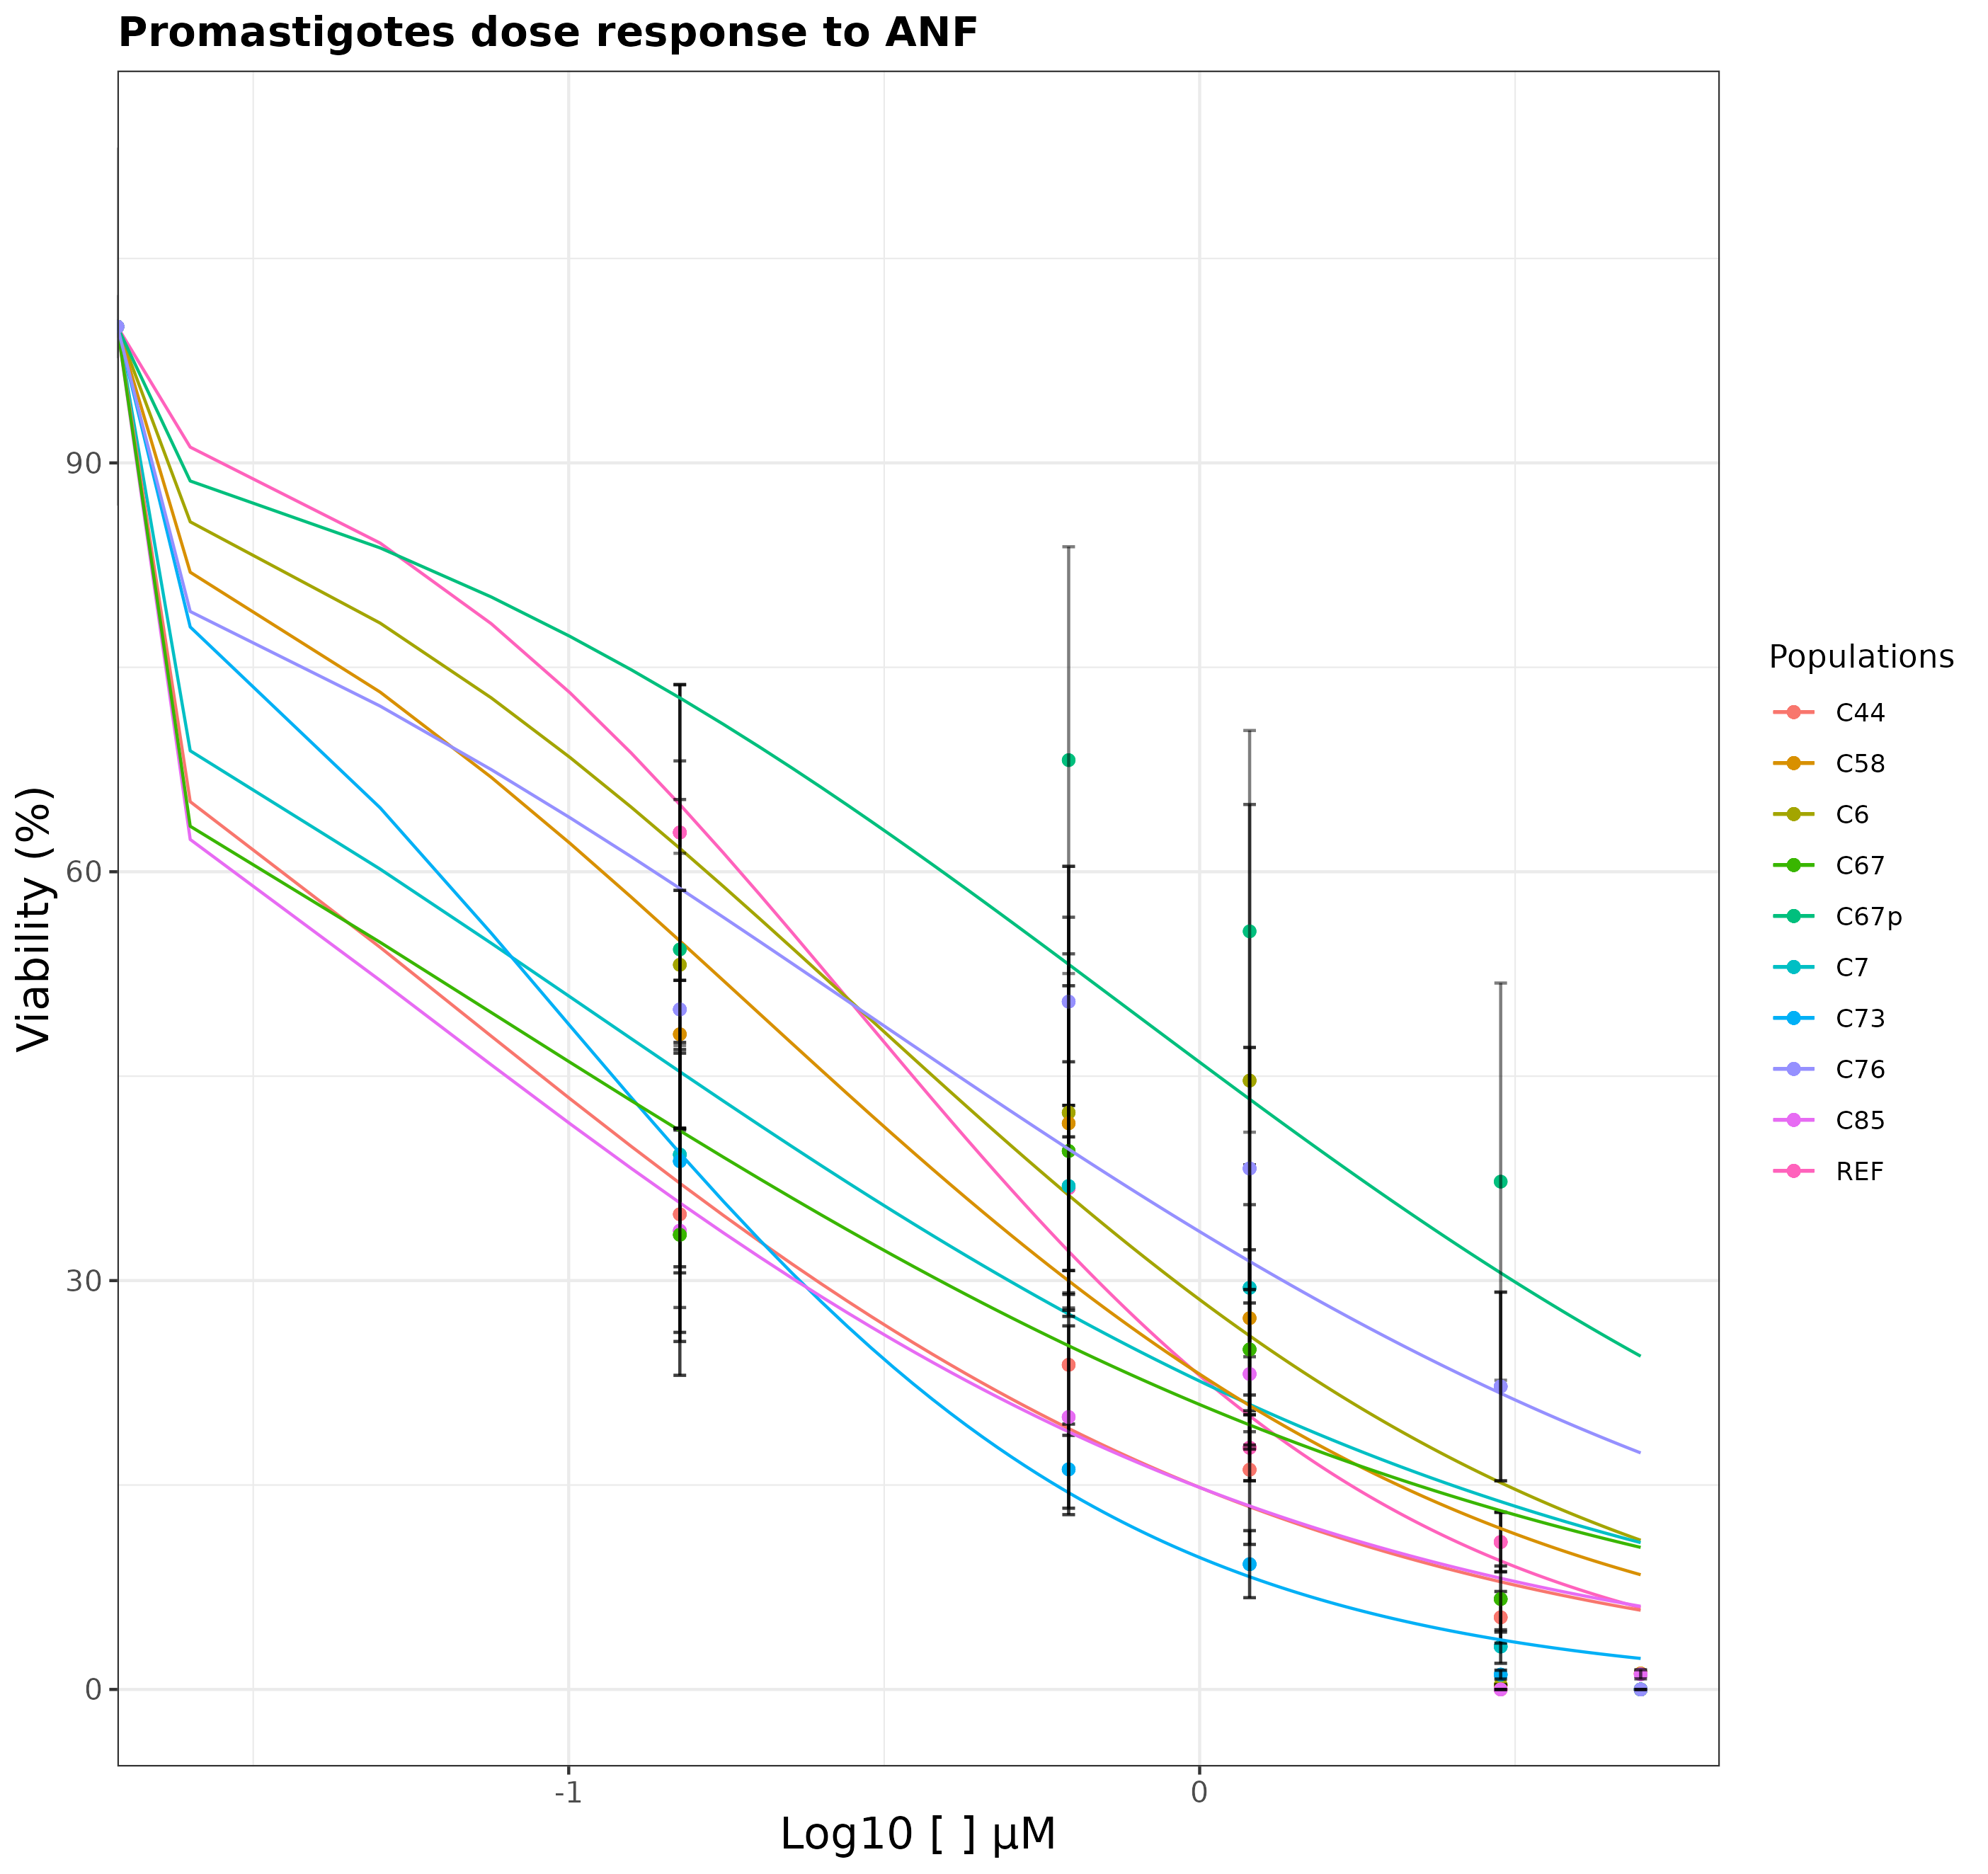 Promastigotes dose response to ANF
Viability (%)
90
60
30
0
-1
0
Log10 [ ] µM
Populations
C44
C58
C6
C67
C67p
C7
C73
C76
C85
REF